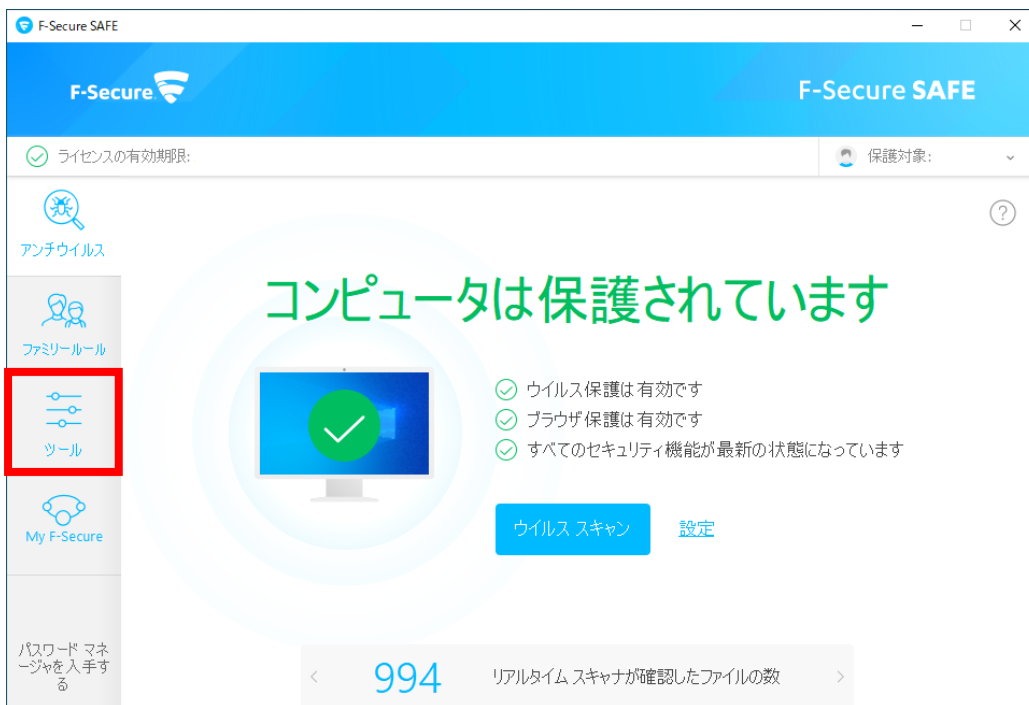 F-Secure SAFE
F-Secure.
F-Secure SAFE
ライセンスの有効期限:
保護対象:
アンチウイルス
ファミリールール
ツール
My F-Secure
パスワード マネ
ージャを入手す
る
コンピュータは保護されています
ウイルス保護は有効です
ブラウザ保護は有効です
すべてのセキュリティ機能が最新の状態になっています
ウイルス スキャン
設定
994
リアルタイム スキャナが確認したファイルの数